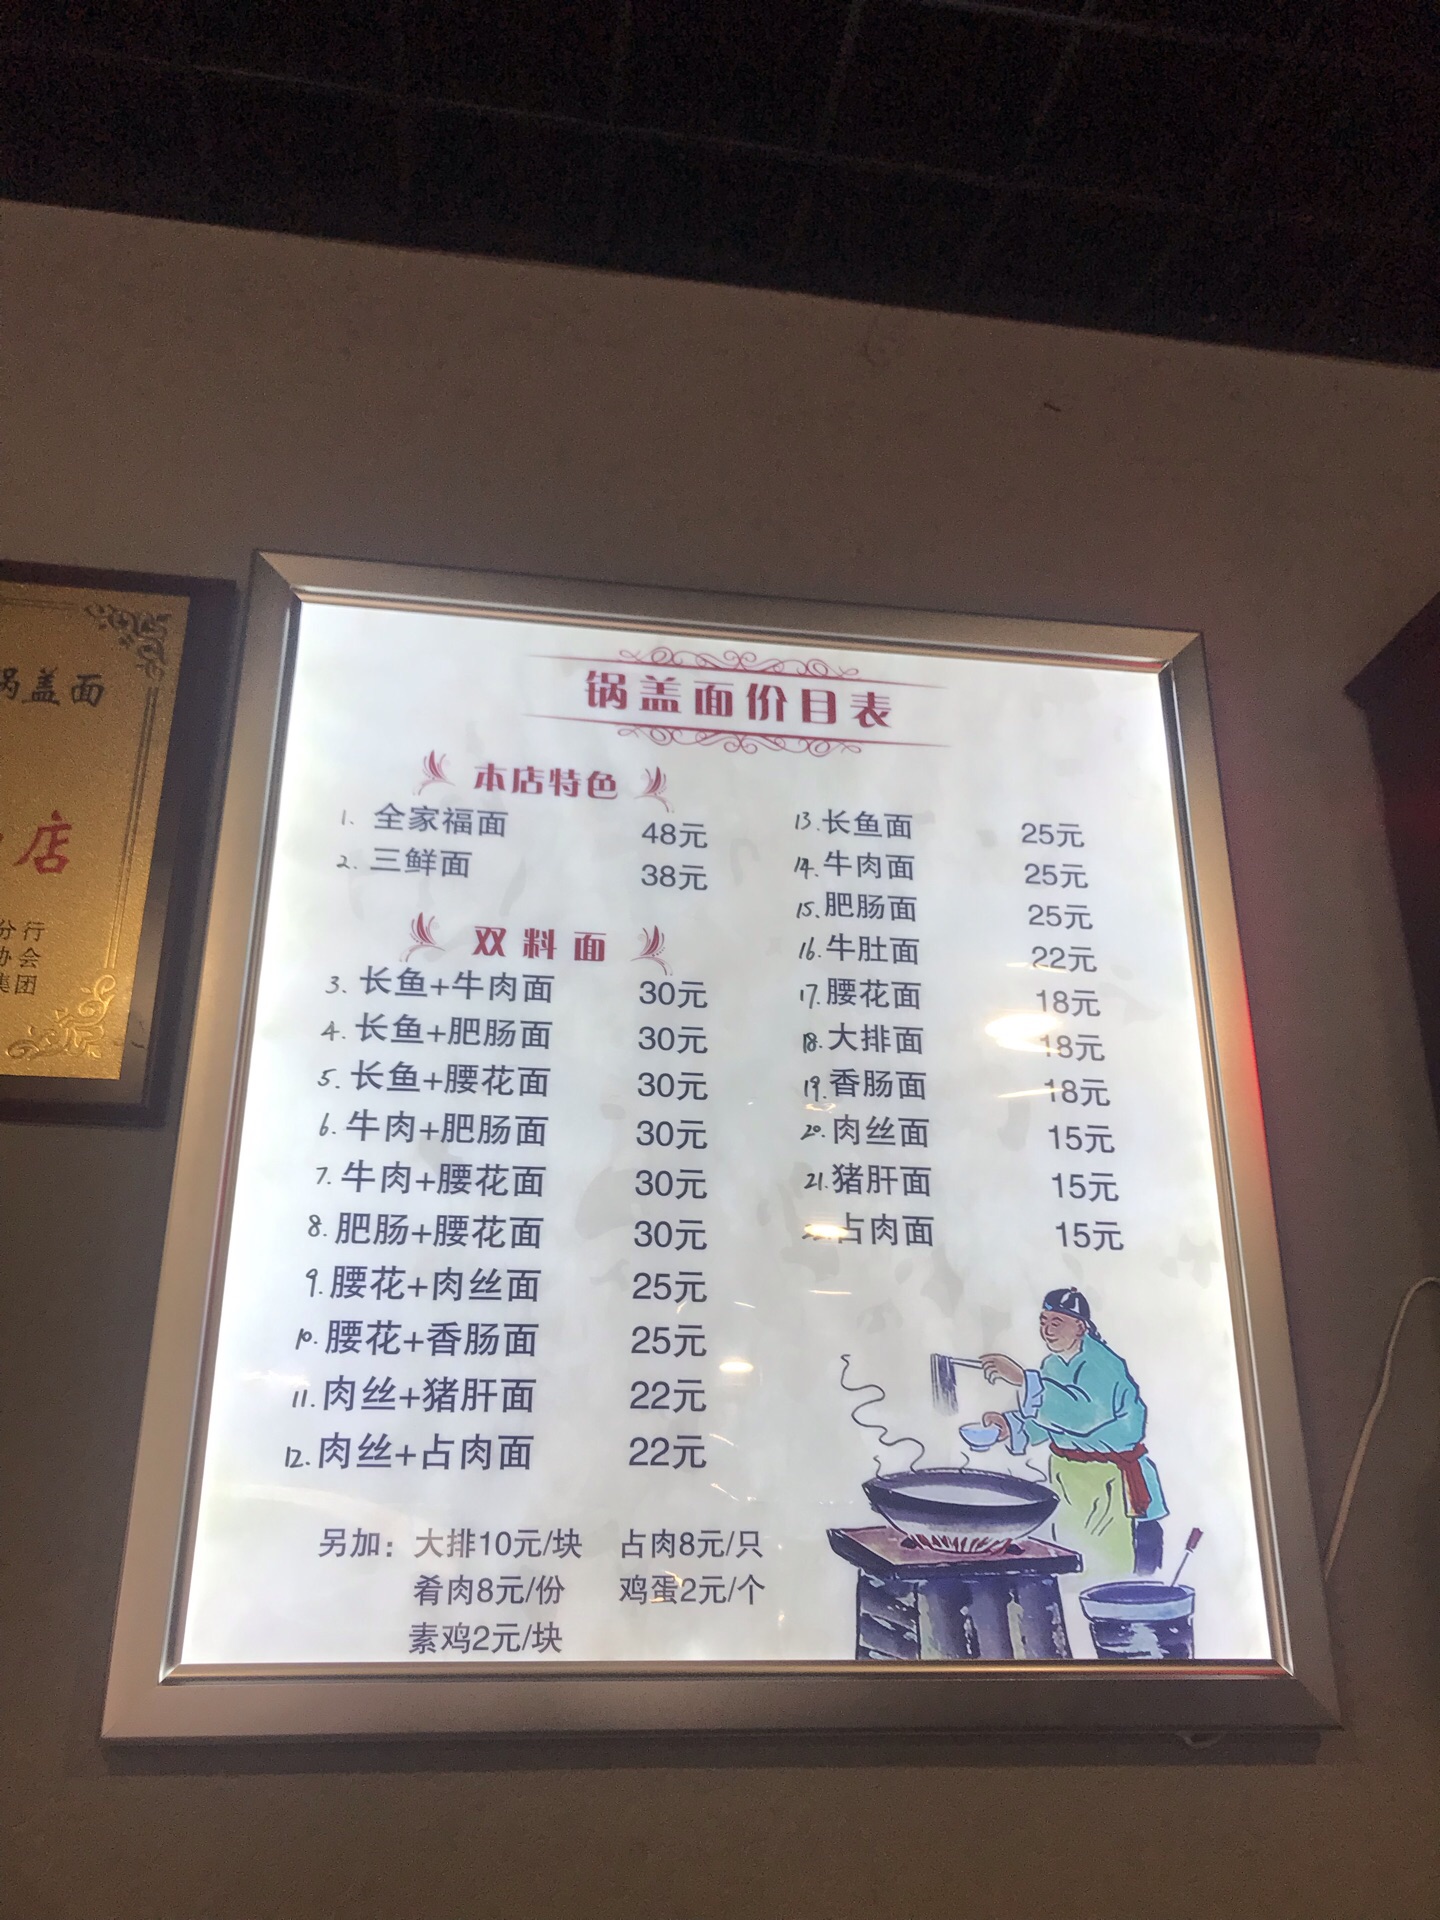 锅盖面
店
分行
协会
集团
锅盖面价目表
本店特色
1. 全家福面 48元
2. 三鲜面 38元
双料面
3. 长鱼+牛肉面 30元
4. 长鱼+肥肠面 30元
5. 长鱼+腰花面 30元
6. 牛肉+肥肠面 30元
7. 牛肉+腰花面 30元
8. 肥肠+腰花面 30元
9. 腰花+肉丝面 25元
10. 腰花+香肠面 25元
11. 肉丝+猪肝面 22元
12. 肉丝+占肉面 22元
13. 长鱼面 25元
14. 牛肉面 25元
15. 肥肠面 25元
16. 牛肚面 22元
17. 腰花面 18元
18. 大排面 18元
19. 香肠面 18元
20. 肉丝面 15元
21. 猪肝面 15元
占肉面 15元
另加：大排10元/块 占肉8元/只
肴肉8元/份 鸡蛋2元/个
素鸡2元/块